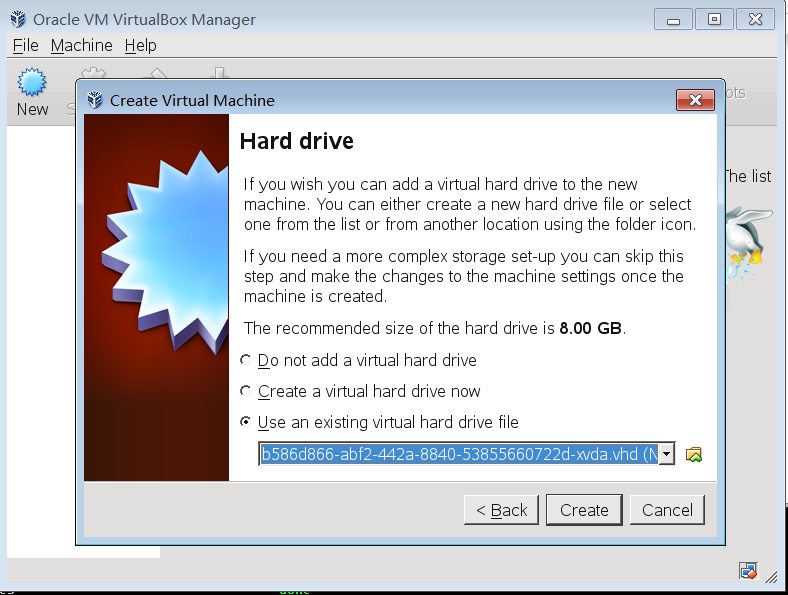 Oracle VM VirtualBox Manager
File Machine Help
New
ots
Create Virtual Machine
The list
Hard drive
If you wish you can add a virtual hard drive to the new
machine. You can either create a new hard drive file or select
one from the list or from another location using the folder icon.
If you need a more complex storage set-up you can skip this
step and make the changes to the machine settings once the
machine is created.
The recommended size of the hard drive is 8.00 GB.
Do not add a virtual hard drive
Create a virtual hard drive now
Use an existing virtual hard drive file
b586d866-abf2-442a-8840-53855660722d-xvda.vhd (N
< Back Create Cancel
done